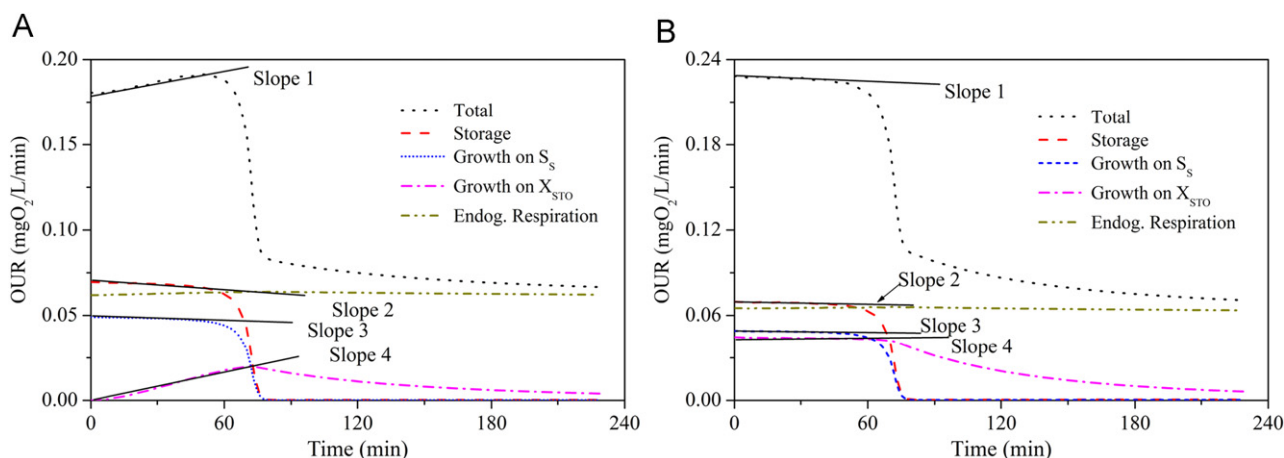 A
OUR (mgO₂/L/min)
0.20
0.15
0.10
0.05
0.00
Slope 1
Total
Storage
Growth on S_S
Growth on X_STO
Endog. Respiration
Slope 2
Slope 3
Slope 4
0 60 120 180 240
Time (min)
B
OUR (mgO₂/L/min)
0.24
0.18
0.12
0.06
0.00
Slope 1
Total
Storage
Growth on S_S
Growth on X_STO
Endog. Respiration
Slope 2
Slope 3
Slope 4
0 60 120 180 240
Time (min)